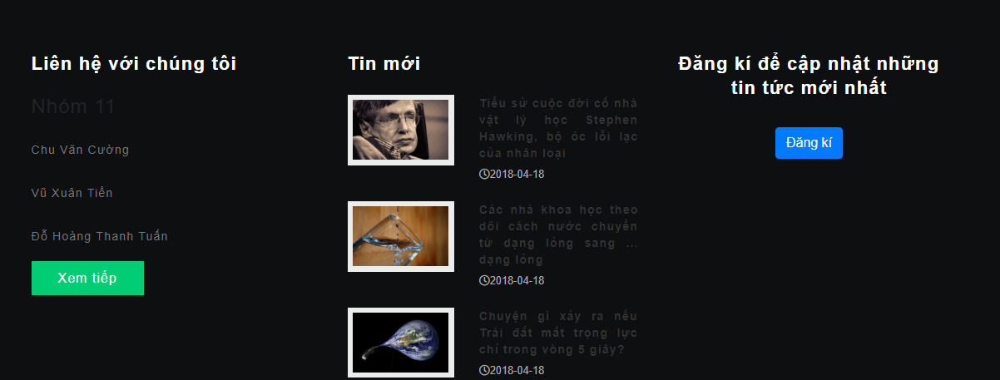 Liên hệ với chúng tôi
Nhóm 11
Chu Văn Cường
Vũ Xuân Tiến
Đỗ Hoàng Thanh Tuấn
Xem tiếp
Tin mới
Tiểu sử cuộc đời cố nhà
vật lý học Stephen
Hawking, bộ óc lỗi lạc
của nhân loại
2018-04-18
Các nhà khoa học theo
dõi cách nước chuyển
từ dạng lỏng sang ...
dạng lỏng
2018-04-18
Chuyện gì xảy ra nếu
Trái đất mất trọng lực
chỉ trong vòng 5 giây?
2018-04-18
Đăng kí để cập nhật những
tin tức mới nhất
Đăng kí